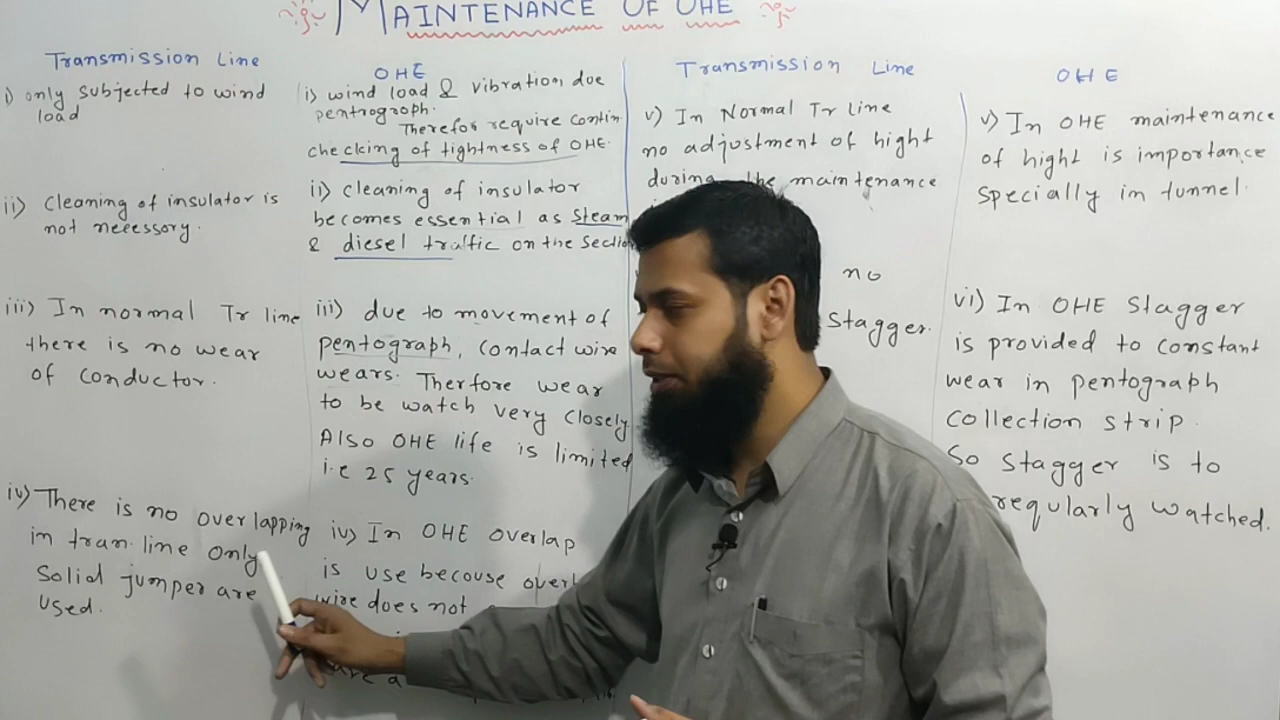 MAINTENANCE OF OHE
Transmission Line
i) only subjected to wind
load
ii) cleaning of insulator is
not necessory.
iii) In normal Tr line
there is no wear
of conductor.
iv) There is no overlapping
in tran. line only
Solid jumper are
used.
OHE
i) wind load & vibration due
pentrograph.
Therefor require contin
checking of tightness of OHE.
ii) cleaning of insulator
becomes essential as steam
& diesel traffic on the section
iii) due to movement of
pentograph, contact wire
wears. Therfore wear
to be watch very closely
Also OHE life is limited
i.e 25 years.
iv) In OHE overlap
is use becouse
wire does not
Transmission Line
v) In Normal Tr line
no adjustment of hight
during the maintenance
no
Stagger.
OHE
v) In OHE maintenance
of hight is importance
specially in tunnel.
vi) In OHE Stagger
is provided to constant
wear in pentograph
collection strip.
So stagger is to
reqularly watched.